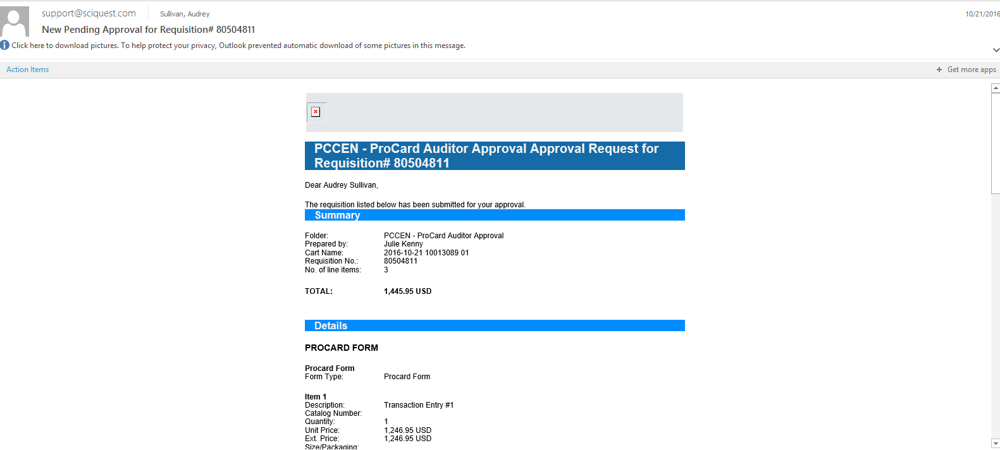 support@sciquest.com Sullivan, Audrey 10/21/2016
New Pending Approval for Requisition# 80504811
Click here to download pictures. To help protect your privacy, Outlook prevented automatic download of some pictures in this message.
Action Items + Get more apps
PCCEN - ProCard Auditor Approval Approval Request for
Requisition# 80504811
Dear Audrey Sullivan,
The requisition listed below has been submitted for your approval.
Summary
Folder: PCCEN - ProCard Auditor Approval
Prepared by: Julie Kenny
Cart Name: 2016-10-21 10013089 01
Requisition No.: 80504811
No. of line items: 3
TOTAL: 1,445.95 USD
Details
PROCARD FORM
Procard Form
Form Type: Procard Form
Item 1
Description: Transaction Entry #1
Catalog Number:
Quantity: 1
Unit Price: 1,246.95 USD
Ext. Price: 1,246.95 USD
Size/Packaging: